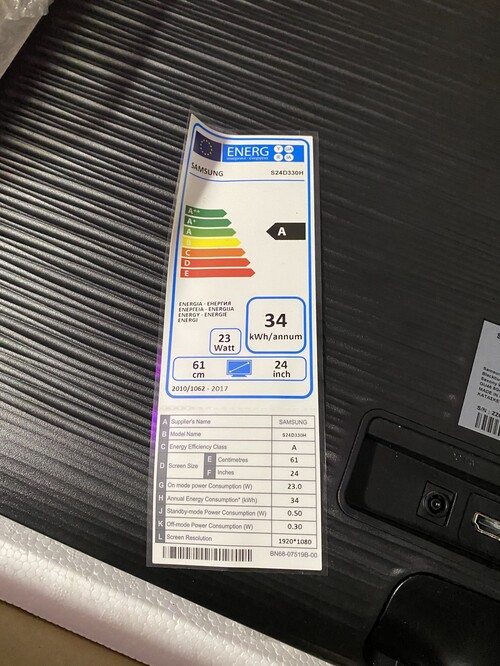 ENERG
SAMSUNG S24D330H
A++
A+
A
B
C
D
E
A
ENERGIA · ЕНЕРГИЯ
ΕΝΕΡΓΕΙΑ · ENERGIJA
ENERGY · ENERGIE
ENERGI
34
kWh/annum
23
Watt
61
cm
24
inch
2010/1062 - 2017
A Supplier's Name SAMSUNG
B Model Name S24D330H
C Energy Efficiency Class A
D Screen Size E Centimetres 61
F Inches 24
G On mode power Consumption (W) 23.0
H Annual Energy Consumption* (kWh) 34
J Standby-mode Power Consumption (W) 0.50
K Off-mode Power Consumption (W) 0.30
L Screen Resolution 1920*1080
BN68-07519B-00